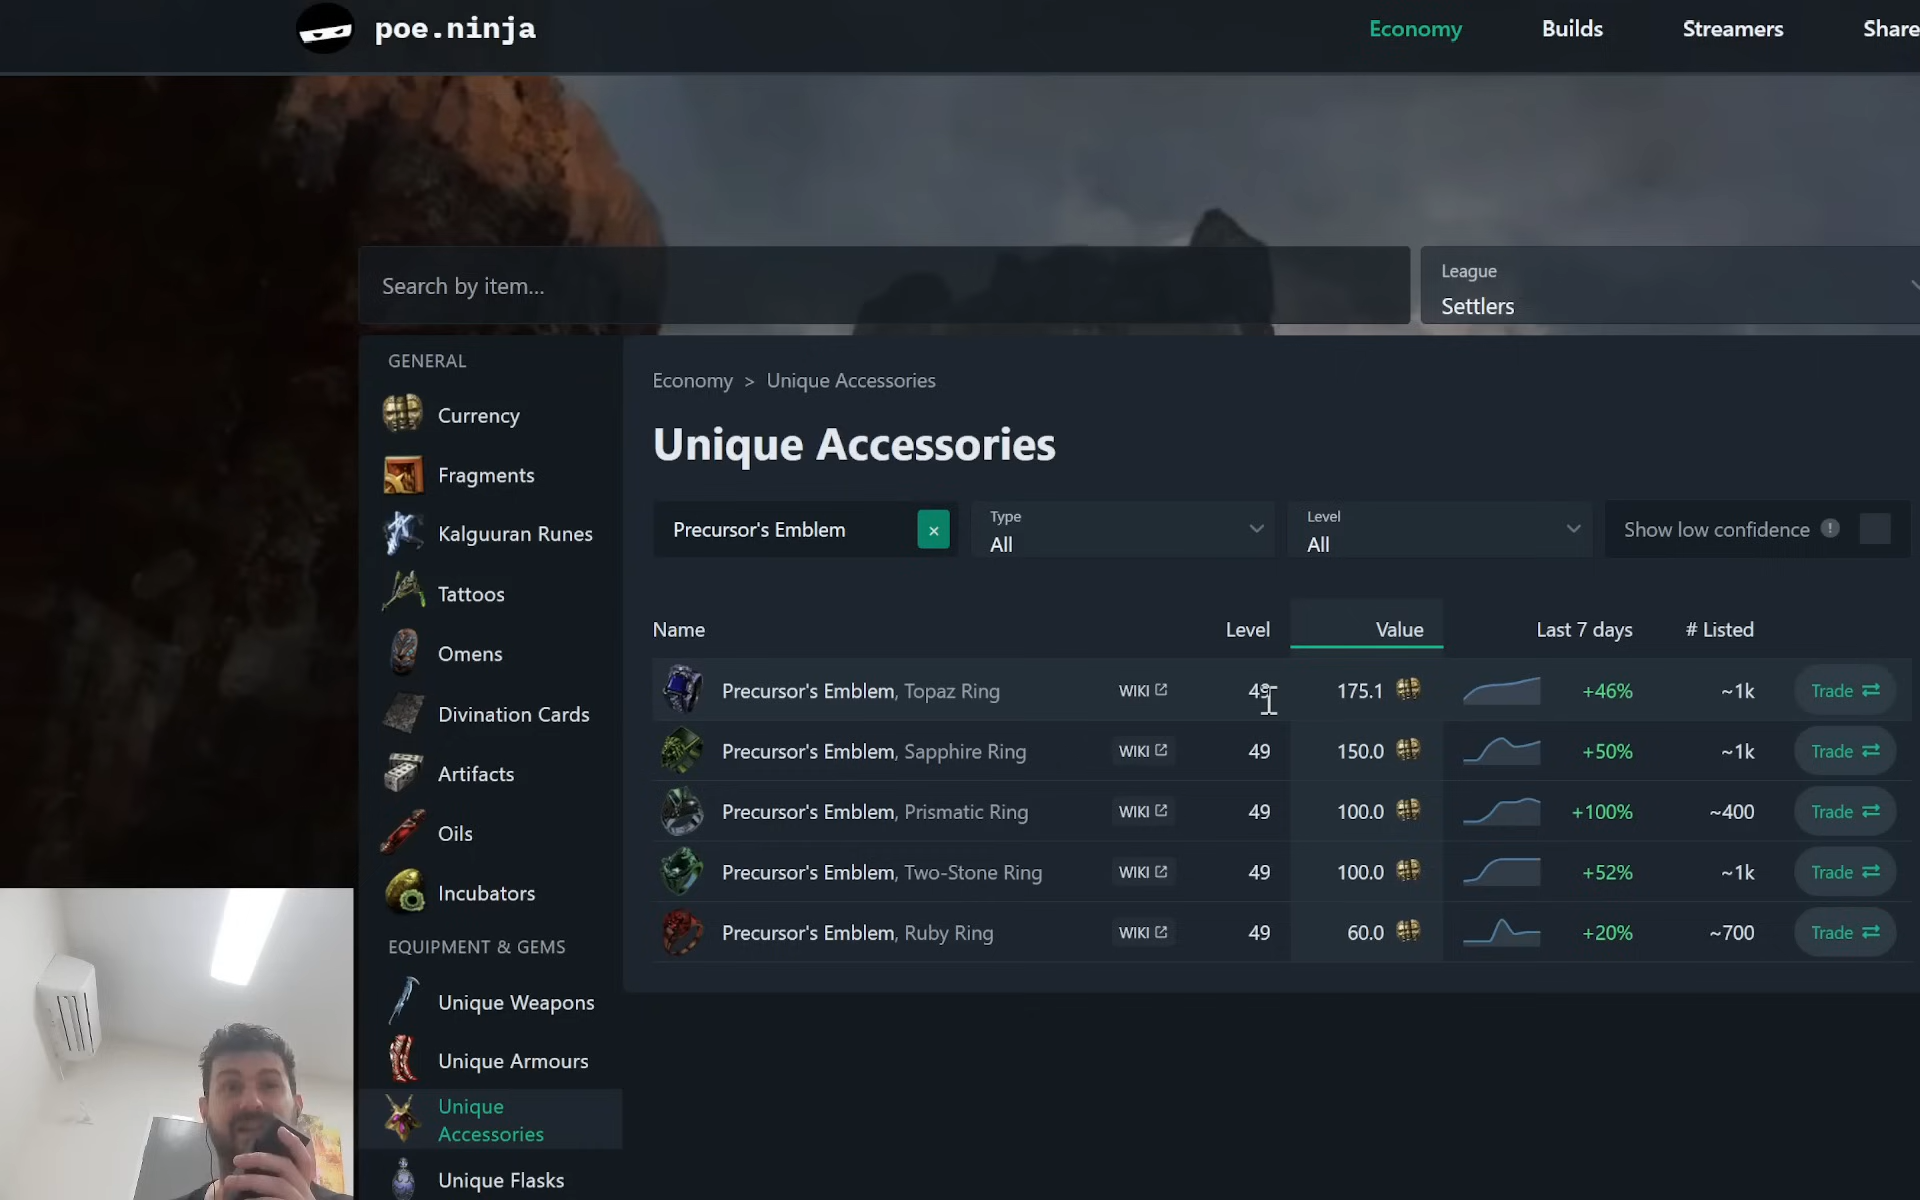 poe.ninja
Economy
Builds
Streamers
Share
Search by item...
League
Settlers
GENERAL
Currency
Fragments
Kalguuran Runes
Tattoos
Omens
Divination Cards
Artifacts
Oils
Incubators
EQUIPMENT & GEMS
Unique Weapons
Unique Armours
Unique
Accessories
Unique Flasks
Economy > Unique Accessories
Unique Accessories
Precursor's Emblem ×
Type
All
Level
All
Show low confidence !
Name Level Value Last 7 days # Listed
Precursor's Emblem, Topaz Ring WIKI 49 175.1 +46% ~1k Trade
Precursor's Emblem, Sapphire Ring WIKI 49 150.0 +50% ~1k Trade
Precursor's Emblem, Prismatic Ring WIKI 49 100.0 +100% ~400 Trade
Precursor's Emblem, Two-Stone Ring WIKI 49 100.0 +52% ~1k Trade
Precursor's Emblem, Ruby Ring WIKI 49 60.0 +20% ~700 Trade